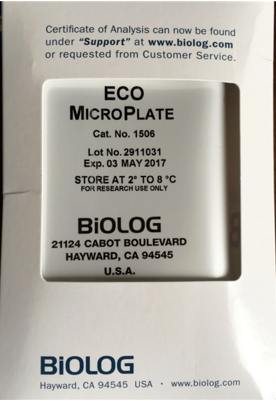 Certificate of Analysis can now be found
under "Support" at www.biolog.com
or requested from Customer Service.
ECO
MICROPLATE
Cat. No. 1506
Lot No. 2911031
Exp. 03 MAY 2017
STORE AT 2° TO 8 °C
FOR RESEARCH USE ONLY
BiOLOG
21124 CABOT BOULEVARD
HAYWARD, CA 94545
U.S.A.
BiOLOG
Hayward, CA 94545 USA · www.biolog.com